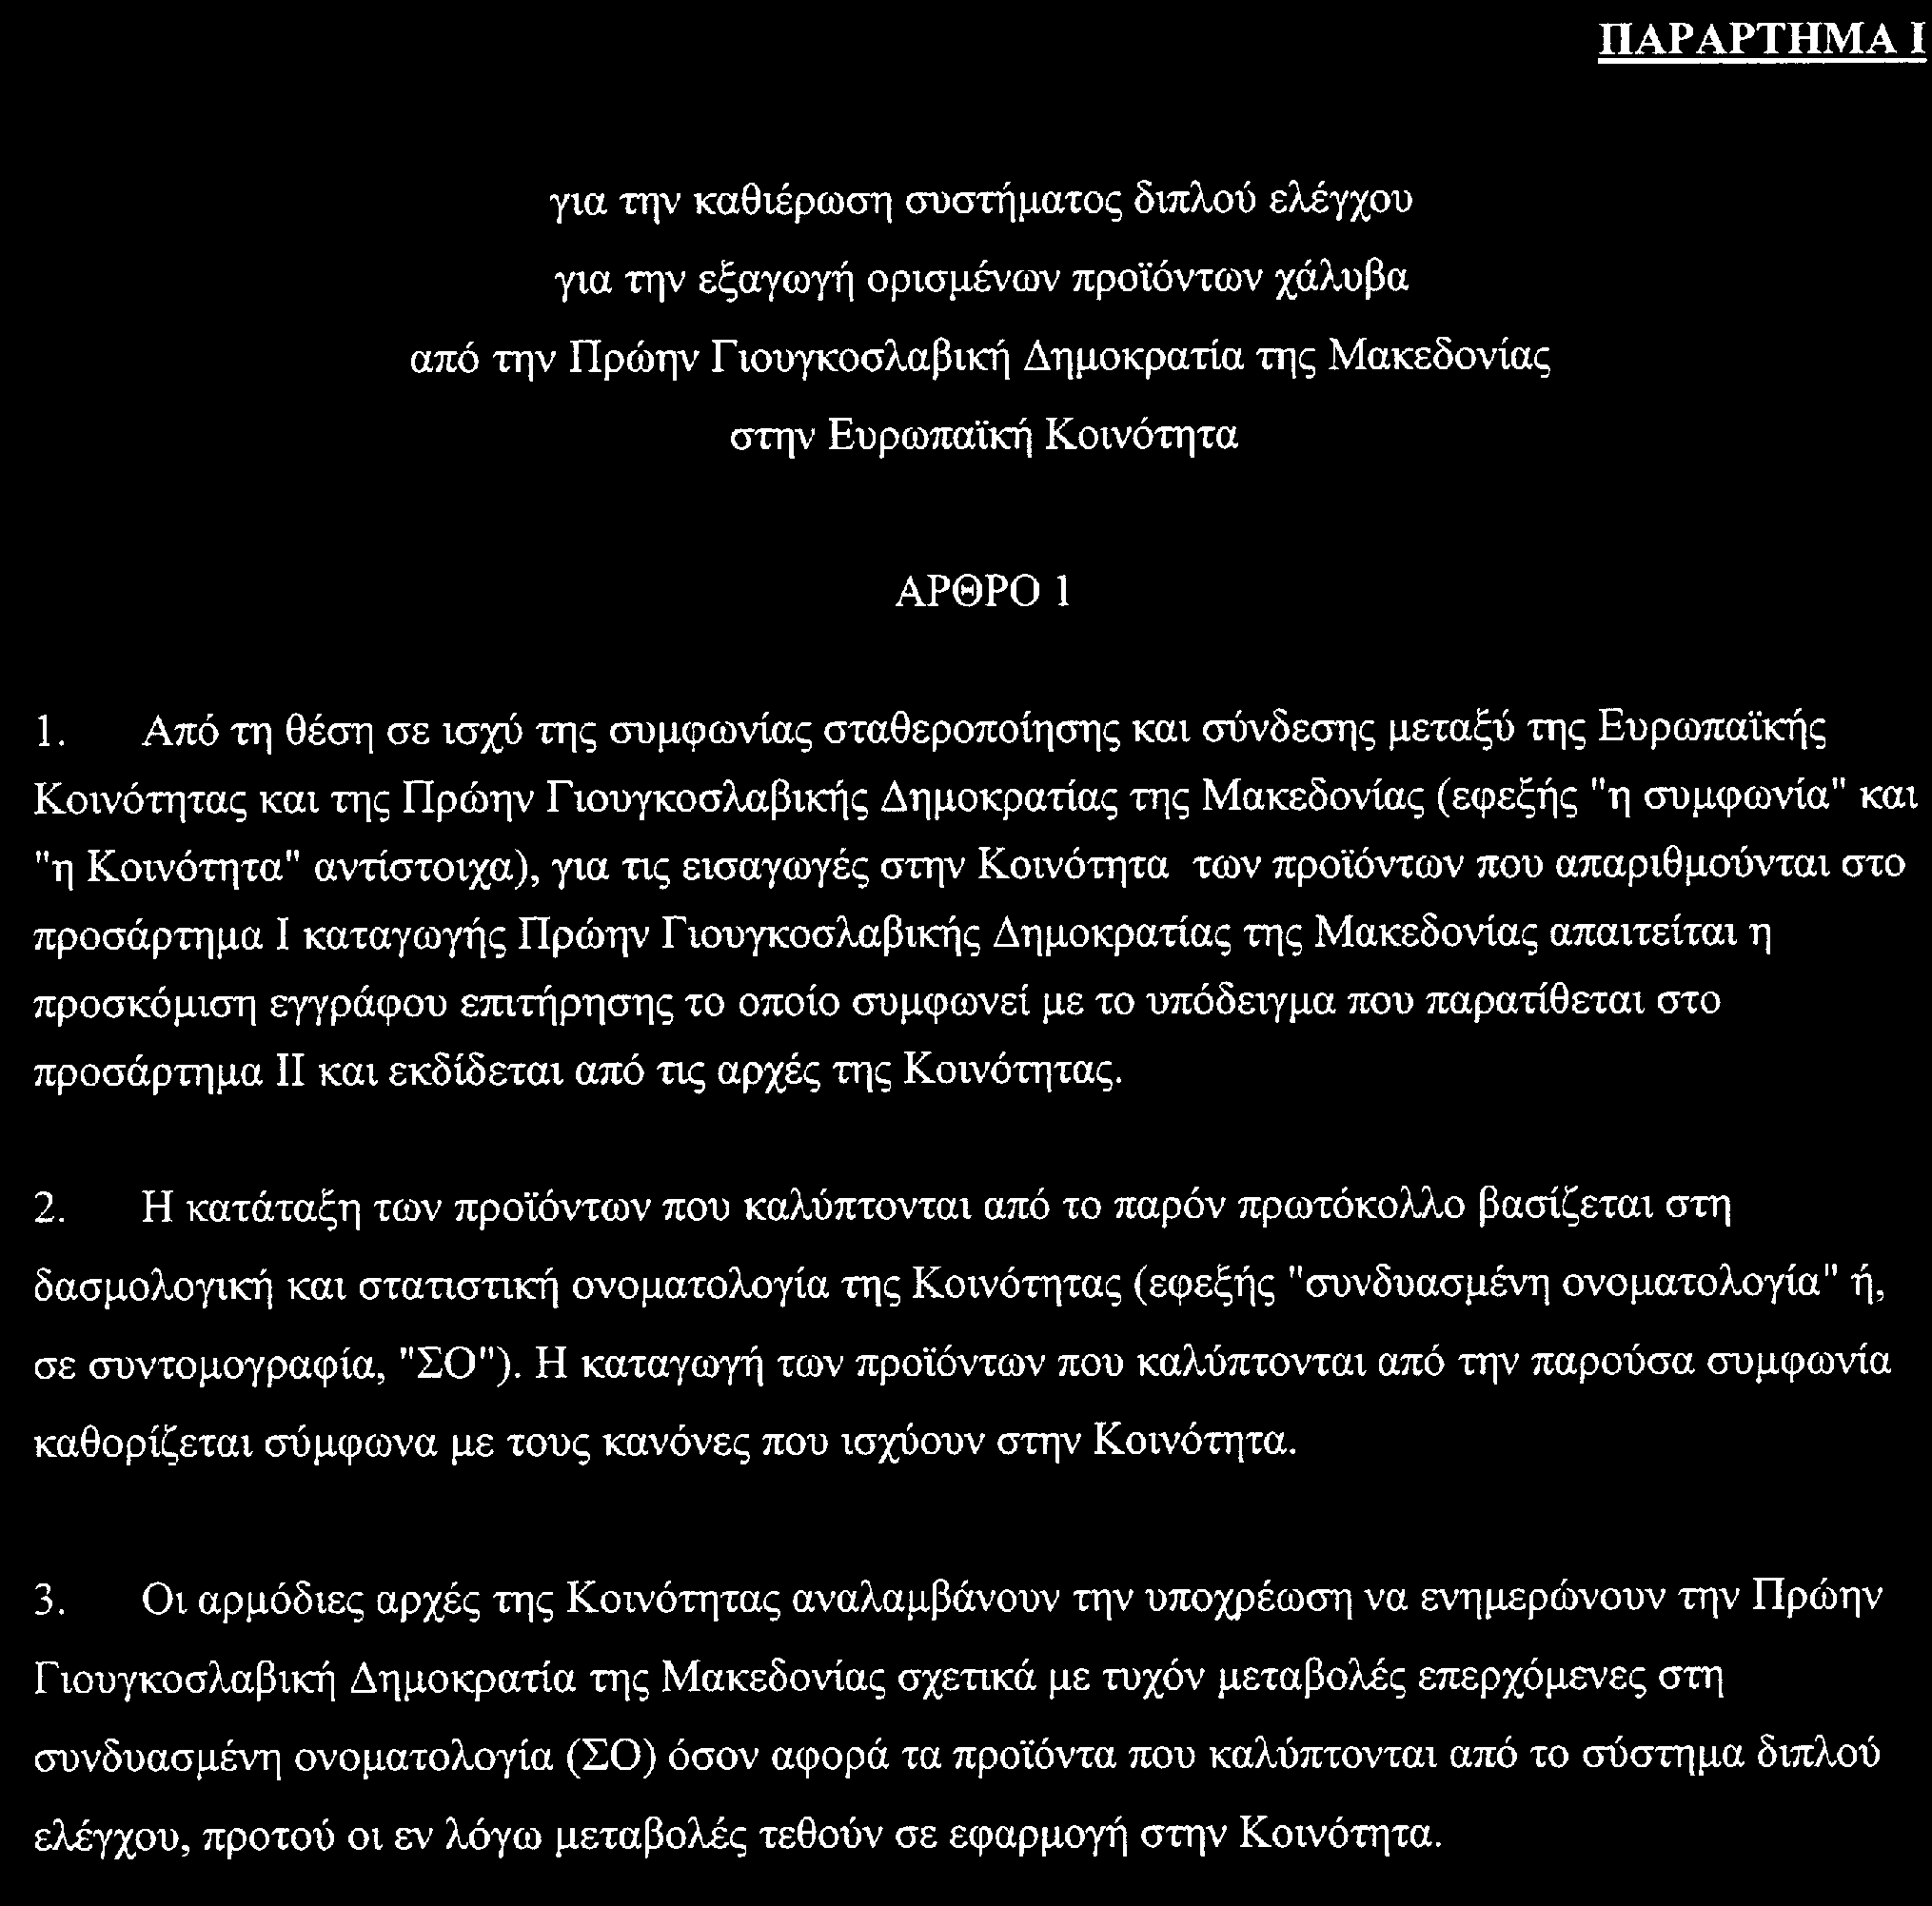 ΠΑΡΑΡΤΗΜΑ Ι
για την καθιέρωση συστήματος διπλού ελέγχου
για την εξαγωγή ορισμένων προϊόντων χάλυβα
από την Πρώην Γιουγκοσλαβική Δημοκρατία της Μακεδονίας
στην Ευρωπαϊκή Κοινότητα
ΑΡΘΡΟ 1
1. Από τη θέση σε ισχύ της συμφωνίας σταθεροποίησης και σύνδεσης μεταξύ της Ευρωπαϊκής
Κοινότητας και της Πρώην Γιουγκοσλαβικής Δημοκρατίας της Μακεδονίας (εφεξής "η συμφωνία" και
"η Κοινότητα" αντίστοιχα), για τις εισαγωγές στην Κοινότητα των προϊόντων που απαριθμούνται στο
προσάρτημα Ι καταγωγής Πρώην Γιουγκοσλαβικής Δημοκρατίας της Μακεδονίας απαιτείται η
προσκόμιση εγγράφου επιτήρησης το οποίο συμφωνεί με το υπόδειγμα που παρατίθεται στο
προσάρτημα ΙΙ και εκδίδεται από τις αρχές της Κοινότητας.
2. Η κατάταξη των προϊόντων που καλύπτονται από το παρόν πρωτόκολλο βασίζεται στη
δασμολογική και στατιστική ονοματολογία της Κοινότητας (εφεξής "συνδυασμένη ονοματολογία" ή,
σε συντομογραφία, "ΣΟ"). Η καταγωγή των προϊόντων που καλύπτονται από την παρούσα συμφωνία
καθορίζεται σύμφωνα με τους κανόνες που ισχύουν στην Κοινότητα.
3. Οι αρμόδιες αρχές της Κοινότητας αναλαμβάνουν την υποχρέωση να ενημερώνουν την Πρώην
Γιουγκοσλαβική Δημοκρατία της Μακεδονίας σχετικά με τυχόν μεταβολές επερχόμενες στη
συνδυασμένη ονοματολογία (ΣΟ) όσον αφορά τα προϊόντα που καλύπτονται από το σύστημα διπλού
ελέγχου, προτού οι εν λόγω μεταβολές τεθούν σε εφαρμογή στην Κοινότητα.